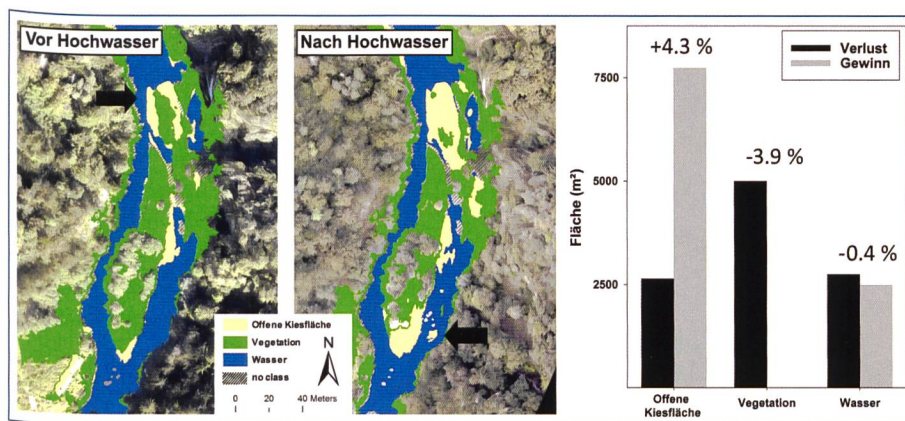 Vor Hochwasser
Nach Hochwasser
Offene Kiesfläche
Vegetation
Wasser
no class
N
0 20 40 Meters
Verlust
Gewinn
+4.3 %
-3.9 %
-0.4 %
Fläche (m²)
7500
5000
2500
Offene
Kiesfläche
Vegetation
Wasser